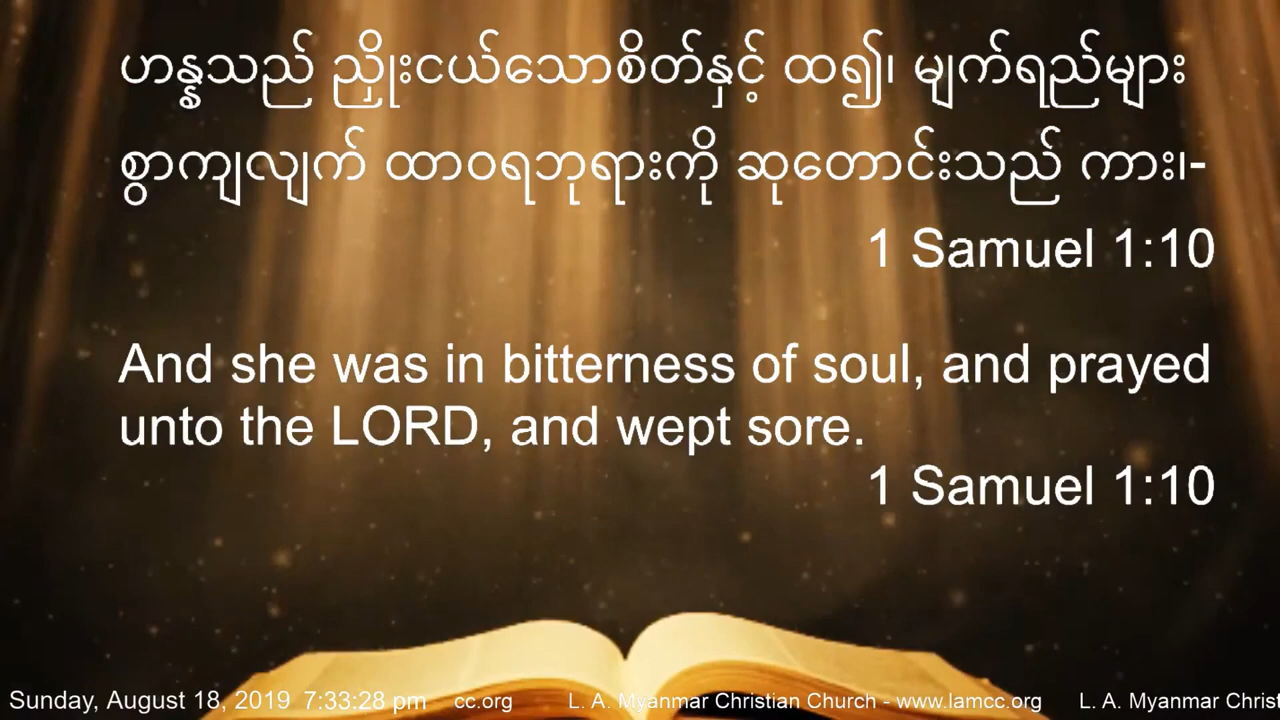 ဟန္နသည် ညှိုးငယ်သောစိတ်နှင့် ထ၍၊ မျက်ရည်များ
စွာကျလျက် ထာဝရဘုရားကို ဆုတောင်းသည် ကား၊-
1 Samuel 1:10
And she was in bitterness of soul, and prayed
unto the LORD, and wept sore.
1 Samuel 1:10
Sunday, August 18, 2019 7:33:28 pm cc.org L. A. Myanmar Christian Church - www.lamcc.org L. A. Myanmar Chris